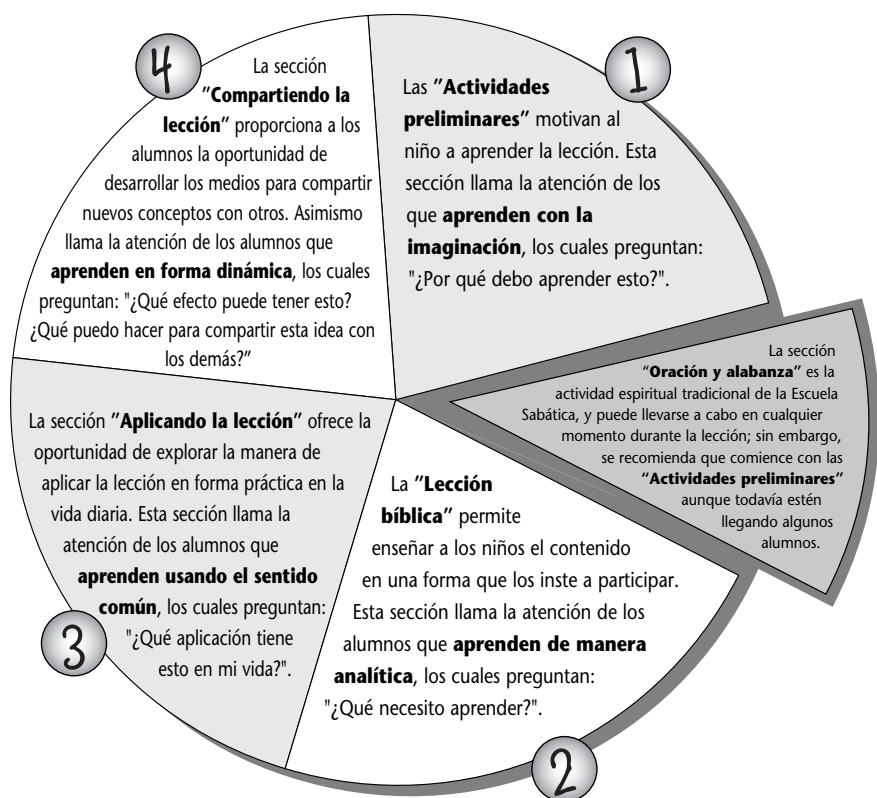 1
Las "Actividades
preliminares" motivan al
niño a aprender la lección. Esta
sección llama la atención de los
que aprenden con la
imaginación, los cuales preguntan:
"¿Por qué debo aprender esto?".
La sección
"Oración y alabanza" es la
actividad espiritual tradicional de la Escuela
Sabática, y puede llevarse a cabo en cualquier
momento durante la lección; sin embargo,
se recomienda que comience con las
"Actividades preliminares"
aunque todavía estén
llegando algunos
alumnos.
2
La "Lección
bíblica" permite
enseñar a los niños el contenido
en una forma que los inste a participar.
Esta sección llama la atención de los
alumnos que aprenden de manera
analítica, los cuales preguntan:
"¿Qué necesito aprender?".
3
La sección "Aplicando la lección" ofrece la
oportunidad de explorar la manera de
aplicar la lección en forma práctica en la
vida diaria. Esta sección llama la
atención de los alumnos que
aprenden usando el sentido
común, los cuales preguntan:
"¿Qué aplicación tiene
esto en mi vida?".
4
La sección
"Compartiendo la
lección" proporciona a los
alumnos la oportunidad de
desarrollar los medios para compartir
nuevos conceptos con otros. Asimismo
llama la atención de los alumnos que
aprenden en forma dinámica, los cuales
preguntan: "¿Qué efecto puede tener esto?
¿Qué puedo hacer para compartir esta idea con
los demás?"